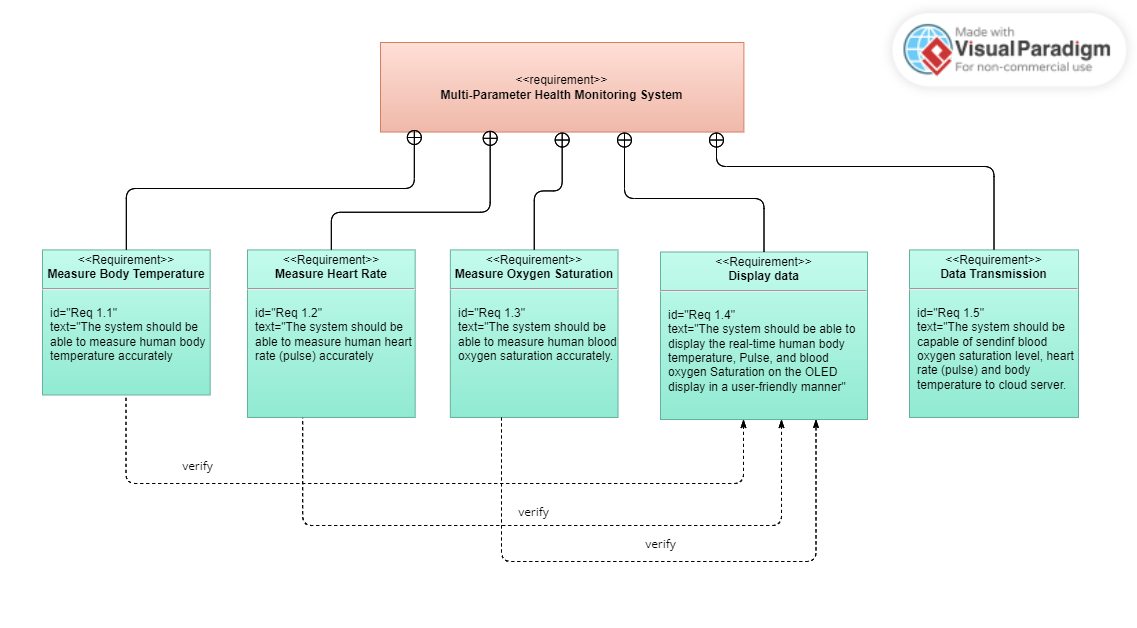 Made with
Visual Paradigm
For non-commercial use
<<requirement>>
Multi-Parameter Health Monitoring System
<<Requirement>>
Measure Body Temperature
id="Req 1.1"
text="The system should be
able to measure human body
temperature accurately
<<Requirement>>
Measure Heart Rate
id="Req 1.2"
text="The system should be
able to measure human heart
rate (pulse) accurately
<<Requirement>>
Measure Oxygen Saturation
id="Req 1.3"
text="The system should be
able to measure human blood
oxygen saturation accurately.
<<Requirement>>
Display data
id="Req 1.4"
text="The system should be able to
display the real-time human body
temperature, Pulse, and blood
oxygen Saturation on the OLED
display in a user-friendly manner"
<<Requirement>>
Data Transmission
id="Req 1.5"
text="The system should be
capable of sendinf blood
oxygen saturation level, heart
rate (pulse) and body
temperature to cloud server.
verify
verify
verify